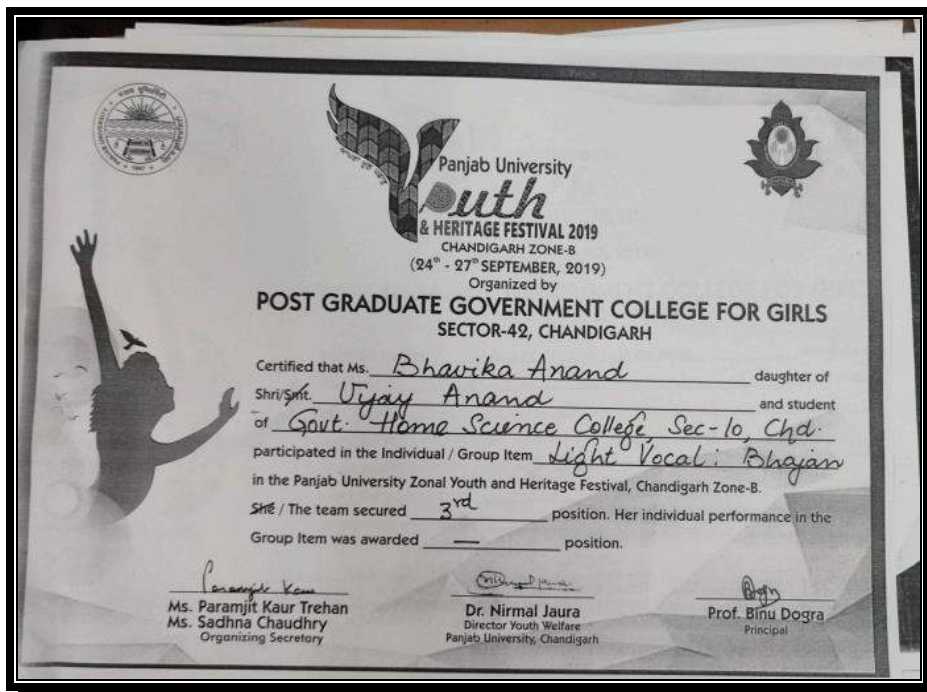 Panjab University
Youth
& HERITAGE FESTIVAL 2019
CHANDIGARH ZONE-B
(24th - 27th SEPTEMBER, 2019)
Organized by
POST GRADUATE GOVERNMENT COLLEGE FOR GIRLS
SECTOR-42, CHANDIGARH
Certified that Ms. Bhavika Anand daughter of
Shri/Smt. Vijay Anand and student
of Govt. Home Science College, Sec-10, Chd.
participated in the Individual / Group Item Light Vocal: Bhajan
in the Panjab University Zonal Youth and Heritage Festival, Chandigarh Zone-B.
She / The team secured 3rd position. Her individual performance in the
Group Item was awarded — position.
Paramjit Kaur
Ms. Paramjit Kaur Trehan
Ms. Sadhna Chaudhry
Organizing Secretary
Dr. Nirmal Jaura
Director Youth Welfare
Panjab University, Chandigarh
Prof. Binu Dogra
Principal